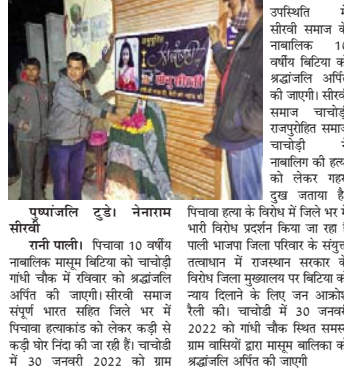 उपस्थिति
सीरवी समाज के
नाबालिक
वर्षीय बिटिया को
श्रद्धांजलि अर्पित
की जाएगी। सीरवी
समाज चाचोड़ी
राजपुरोहित समाज
चाचोड़ी
नाबालिग की हत्या
को लेकर गहरा
दुख जताया है
श्रद्धांजली
पुष्पांजलि टुडे। नेनाराम
सीरवी
रानी पाली। पिचावा 10 वर्षीय
नाबालिक मासूम बिटिया को चाचोड़ी
गांधी चौक में रविवार को श्रद्धांजलि
अर्पित की जाएगी। सीरवी समाज
संपूर्ण भारत सहित जिले भर में
पिचावा हत्याकांड को लेकर कड़ी से
कड़ी घोर निंदा की जा रही हैं। चाचोडी
में 30 जनवरी 2022 को ग्राम
पिचावा हत्या के विरोध में जिले भर में
भारी विरोध प्रदर्शन किया जा रहा है
पाली भाजपा जिला परिवार के संयुक्त
तत्वाधान में राजस्थान सरकार के
विरोध जिला मुख्यालय पर बिटिया को
न्याय दिलाने के लिए जन आक्रोश
रैली की। चाचोडी में 30 जनवरी
2022 को गांधी चौक स्थित समस्त
ग्राम वासियों द्वारा मासूम बालिका को
श्रद्धांजलि अर्पित की जाएगी